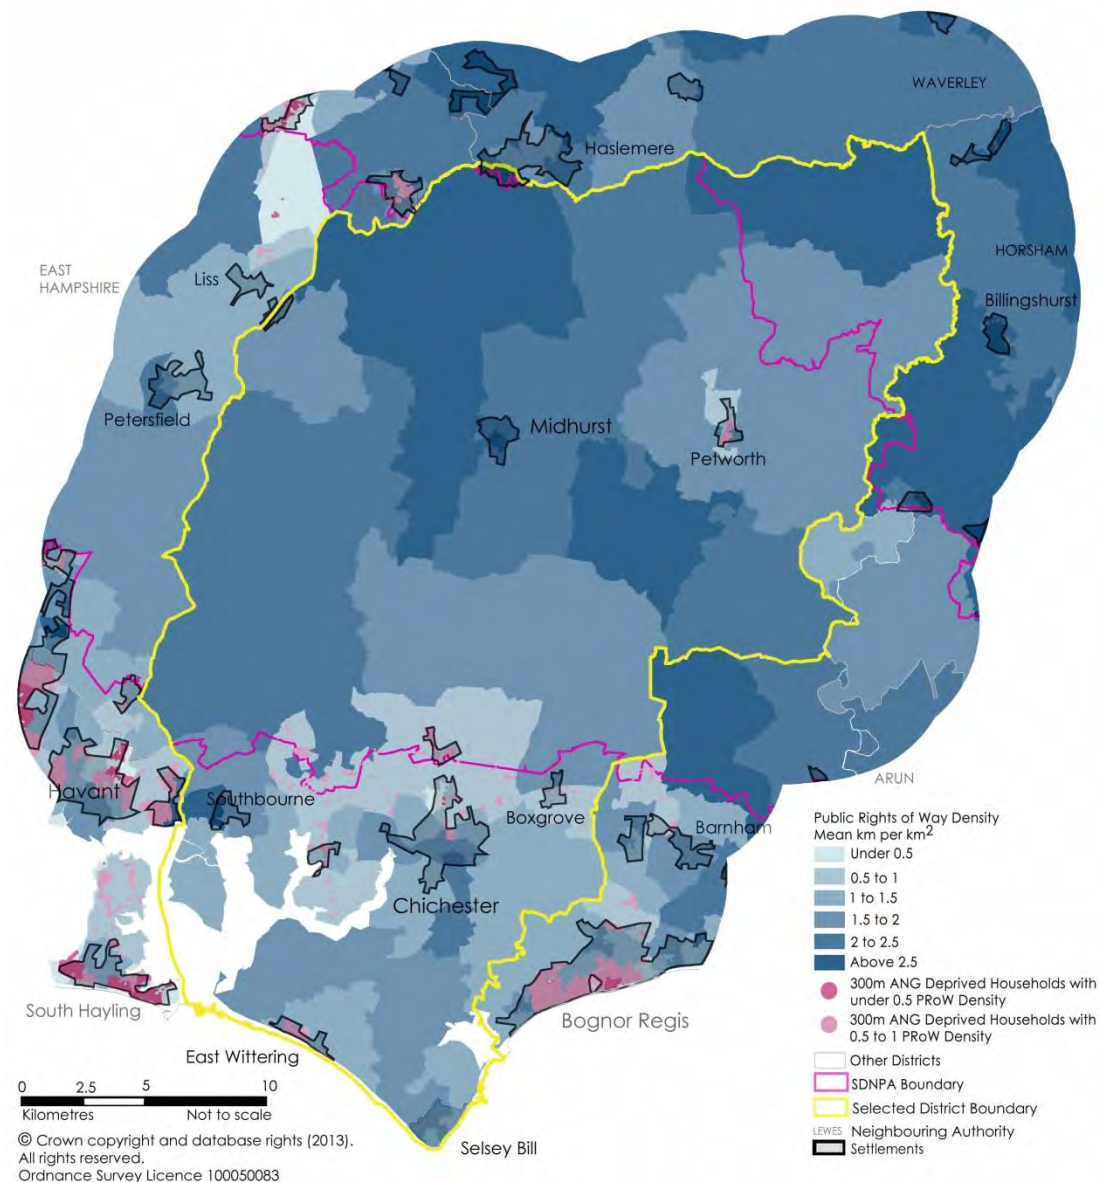 WAVERLEY
Haslemere
HORSHAM
EAST
HAMPSHIRE
Liss
Billingshurst
Petersfield
Midhurst
Petworth
ARUN
Havant
Southbourne
Boxgrove
Barnham
Chichester
South Hayling
Bognor Regis
East Wittering
Selsey Bill
Public Rights of Way Density
Mean km per km2
Under 0.5
0.5 to 1
1 to 1.5
1.5 to 2
2 to 2.5
Above 2.5
300m ANG Deprived Households with
under 0.5 PRoW Density
300m ANG Deprived Households with
0.5 to 1 PRoW Density
Other Districts
SDNPA Boundary
Selected District Boundary
LEWES Neighbouring Authority
Settlements
0 2.5 5 10
Kilometres Not to scale
© Crown copyright and database rights (2013).
All rights reserved.
Ordnance Survey Licence 100050083